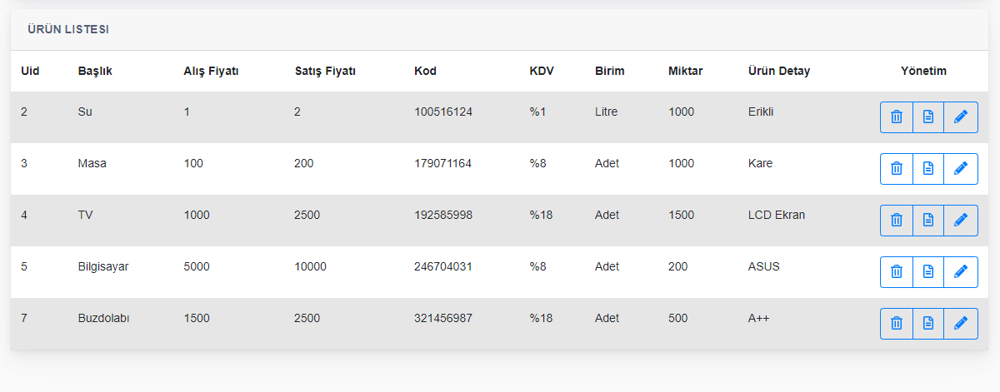 ÜRÜN LISTESI
Uid Başlık Alış Fiyatı Satış Fiyatı Kod KDV Birim Miktar Ürün Detay Yönetim
2 Su 1 2 100516124 %1 Litre 1000 Erikli
3 Masa 100 200 179071164 %8 Adet 1000 Kare
4 TV 1000 2500 192585998 %18 Adet 1500 LCD Ekran
5 Bilgisayar 5000 10000 246704031 %8 Adet 200 ASUS
7 Buzdolabı 1500 2500 321456987 %18 Adet 500 A++